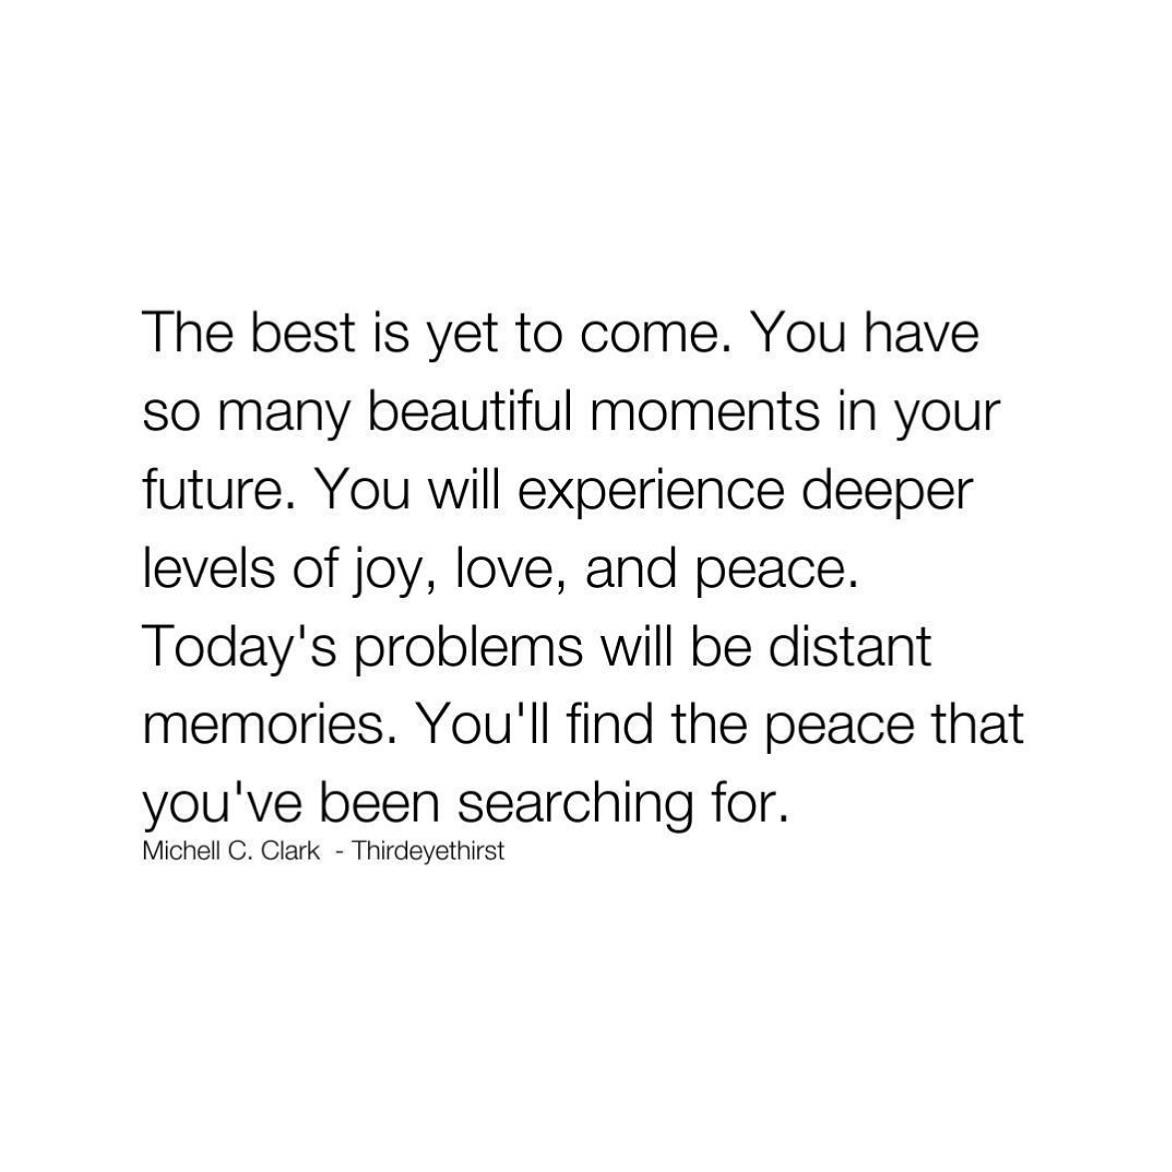 The best is yet to come. You have
so many beautiful moments in your
future. You will experience deeper
levels of joy, love, and peace.
Today's problems will be distant
memories. You'll find the peace that
you've been searching for.
Michell C. Clark  - Thirdeyethirst